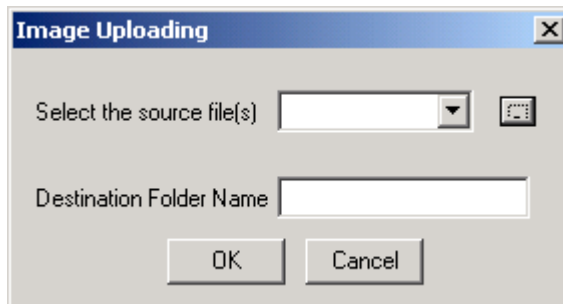 Image Uploading
Select the source file(s)
...
Destination Folder Name
OK
Cancel